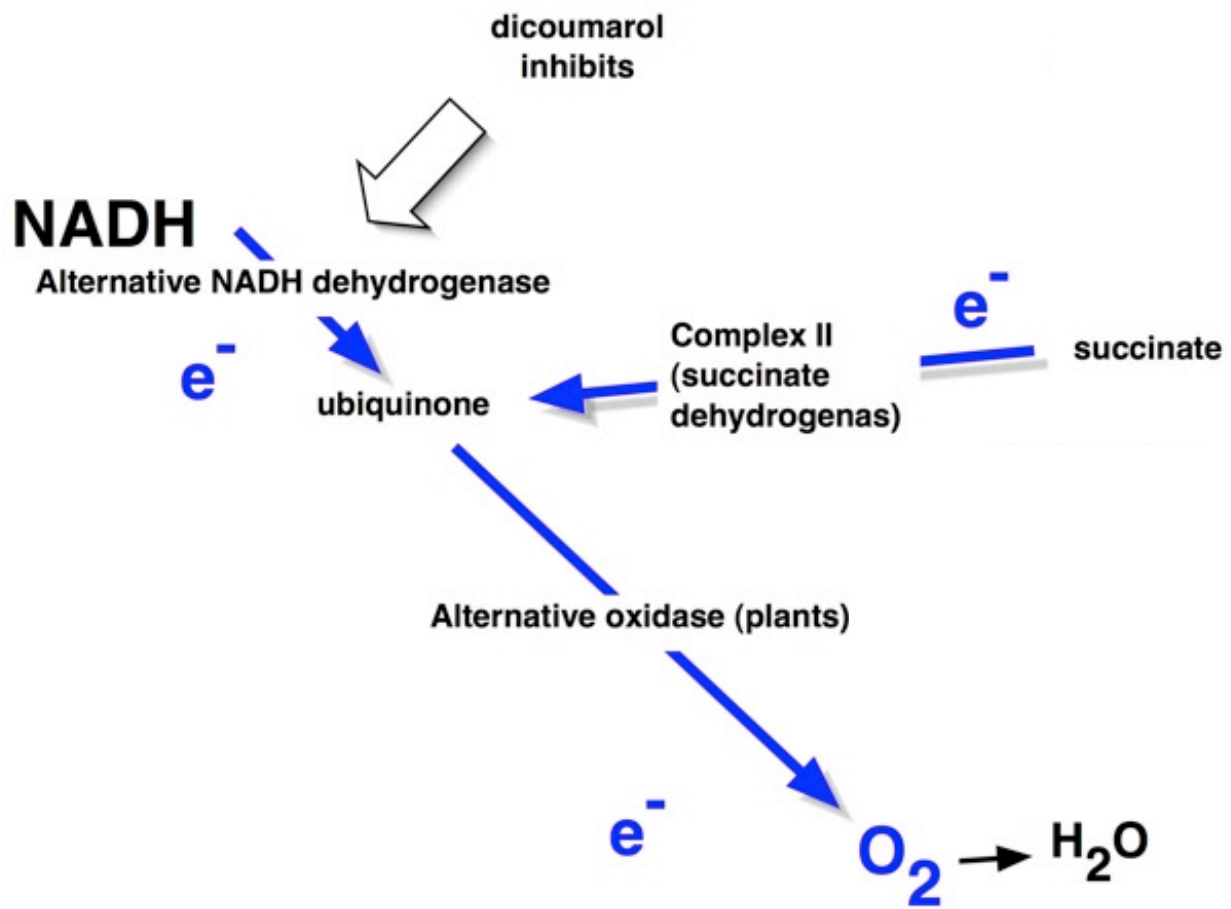 dicoumarol
inhibits
NADH
Alternative NADH dehydrogenase
e-
Complex II
(succinate
dehydrogenas)
e-
succinate
ubiquinone
Alternative oxidase (plants)
e-
O2
H2O